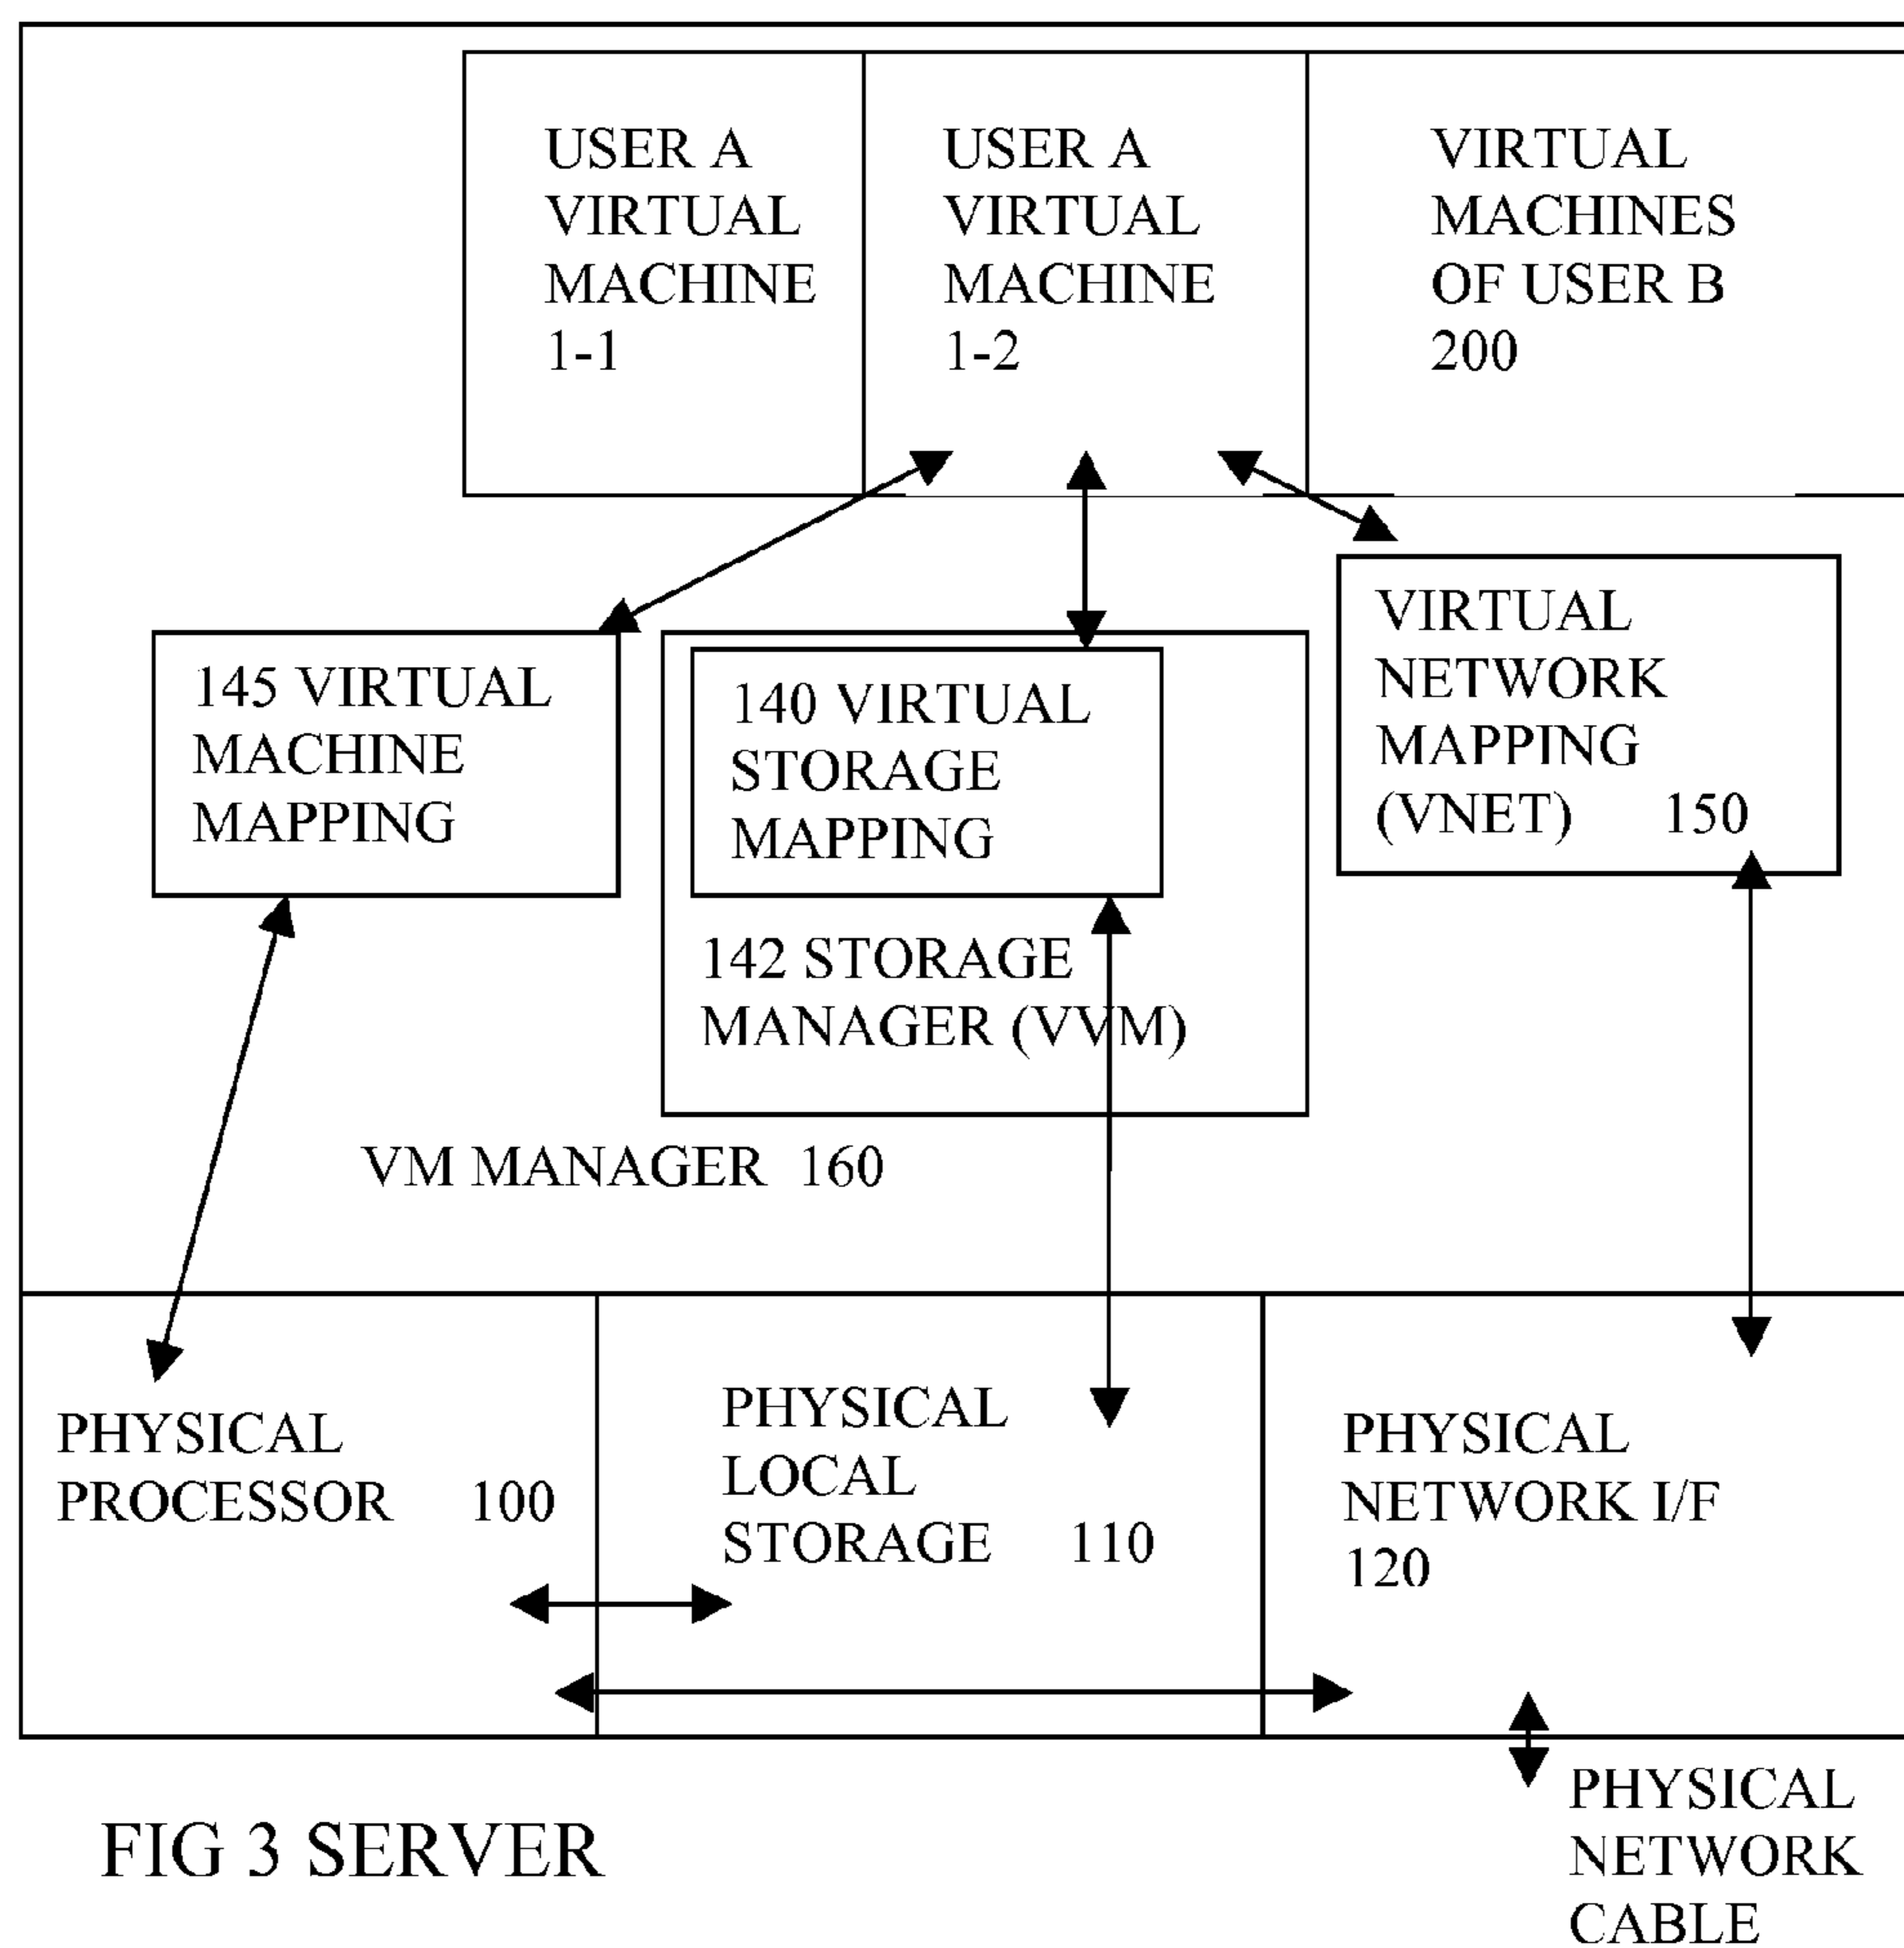 USER A
VIRTUAL
MACHINE
1-1
USER A
VIRTUAL
MACHINE
1-2
VIRTUAL
MACHINES
OF USER B
200
145 VIRTUAL
MACHINE
MAPPING
140 VIRTUAL
STORAGE
MAPPING
142 STORAGE
MANAGER (VVM)
VIRTUAL
NETWORK
MAPPING
(VNET) 150
VM MANAGER 160
PHYSICAL
PROCESSOR 100
PHYSICAL
LOCAL
STORAGE 110
PHYSICAL
NETWORK I/F
120
FIG 3 SERVER
PHYSICAL
NETWORK
CABLE